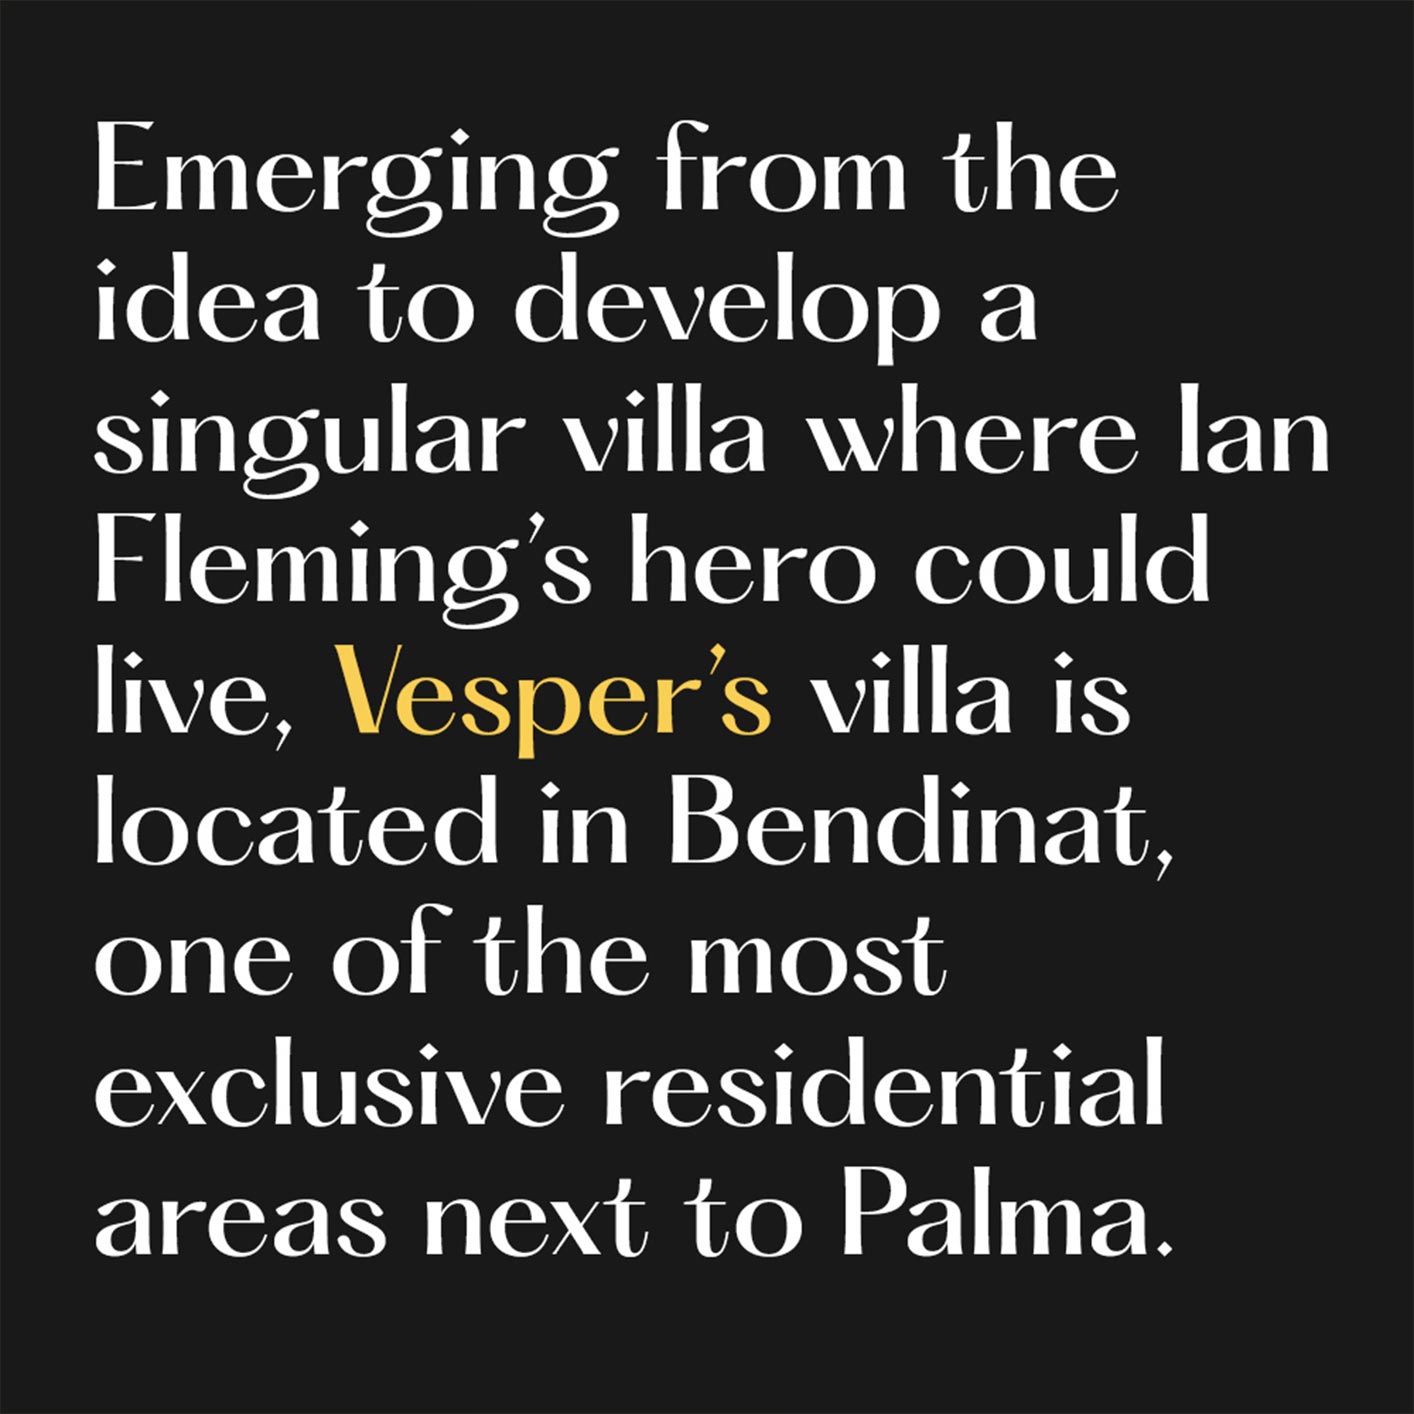 Emerging from the
idea to develop a
singular villa where Ian
Fleming’s hero could
live, Vesper’s villa is
located in Bendinat,
one of the most
exclusive residential
areas next to Palma.